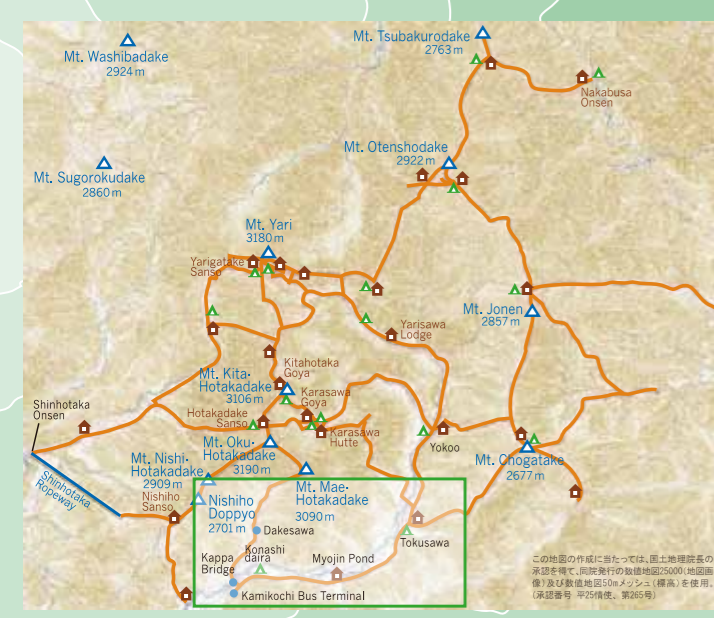 Mt. Washibadake
2924 m
Mt. Tsubakurodake
2763 m
Nakabusa
Onsen
Mt. Otenshodake
2922 m
Mt. Sugorokudake
2860 m
Mt. Yari
3180 m
Yarigatake
Sanso
Mt. Jonen
2857 m
Yarisawa
Lodge
Kitahotaka
Goya
Mt. Kita-
Hotakadake
3106 m
Karasawa
Goya
Shinhotaka
Onsen
Hotakadake
Sanso
Karasawa
Hutte
Mt. Oku-
Hotakadake
3190 m
Yokoo
Mt. Chogatake
2677 m
Mt. Nishi-
Hotakadake
2909 m
Shinhotaka
Ropeway
Nishiho
Sanso
Mt. Mae-
Hotakadake
3090 m
Nishiho
Doppyo
2701 m
Dakesawa
Tokusawa
Konashi
daira
Kappa
Bridge
Myojin Pond
Kamikochi Bus Terminal
この地図の作成に当たっては、国土地理院長の
承認を得て、同院発行の数値地図25000(地図画
像)及び数値地図50mメッシュ(標高)を使用。
(承認番号 平25情使、第265号)